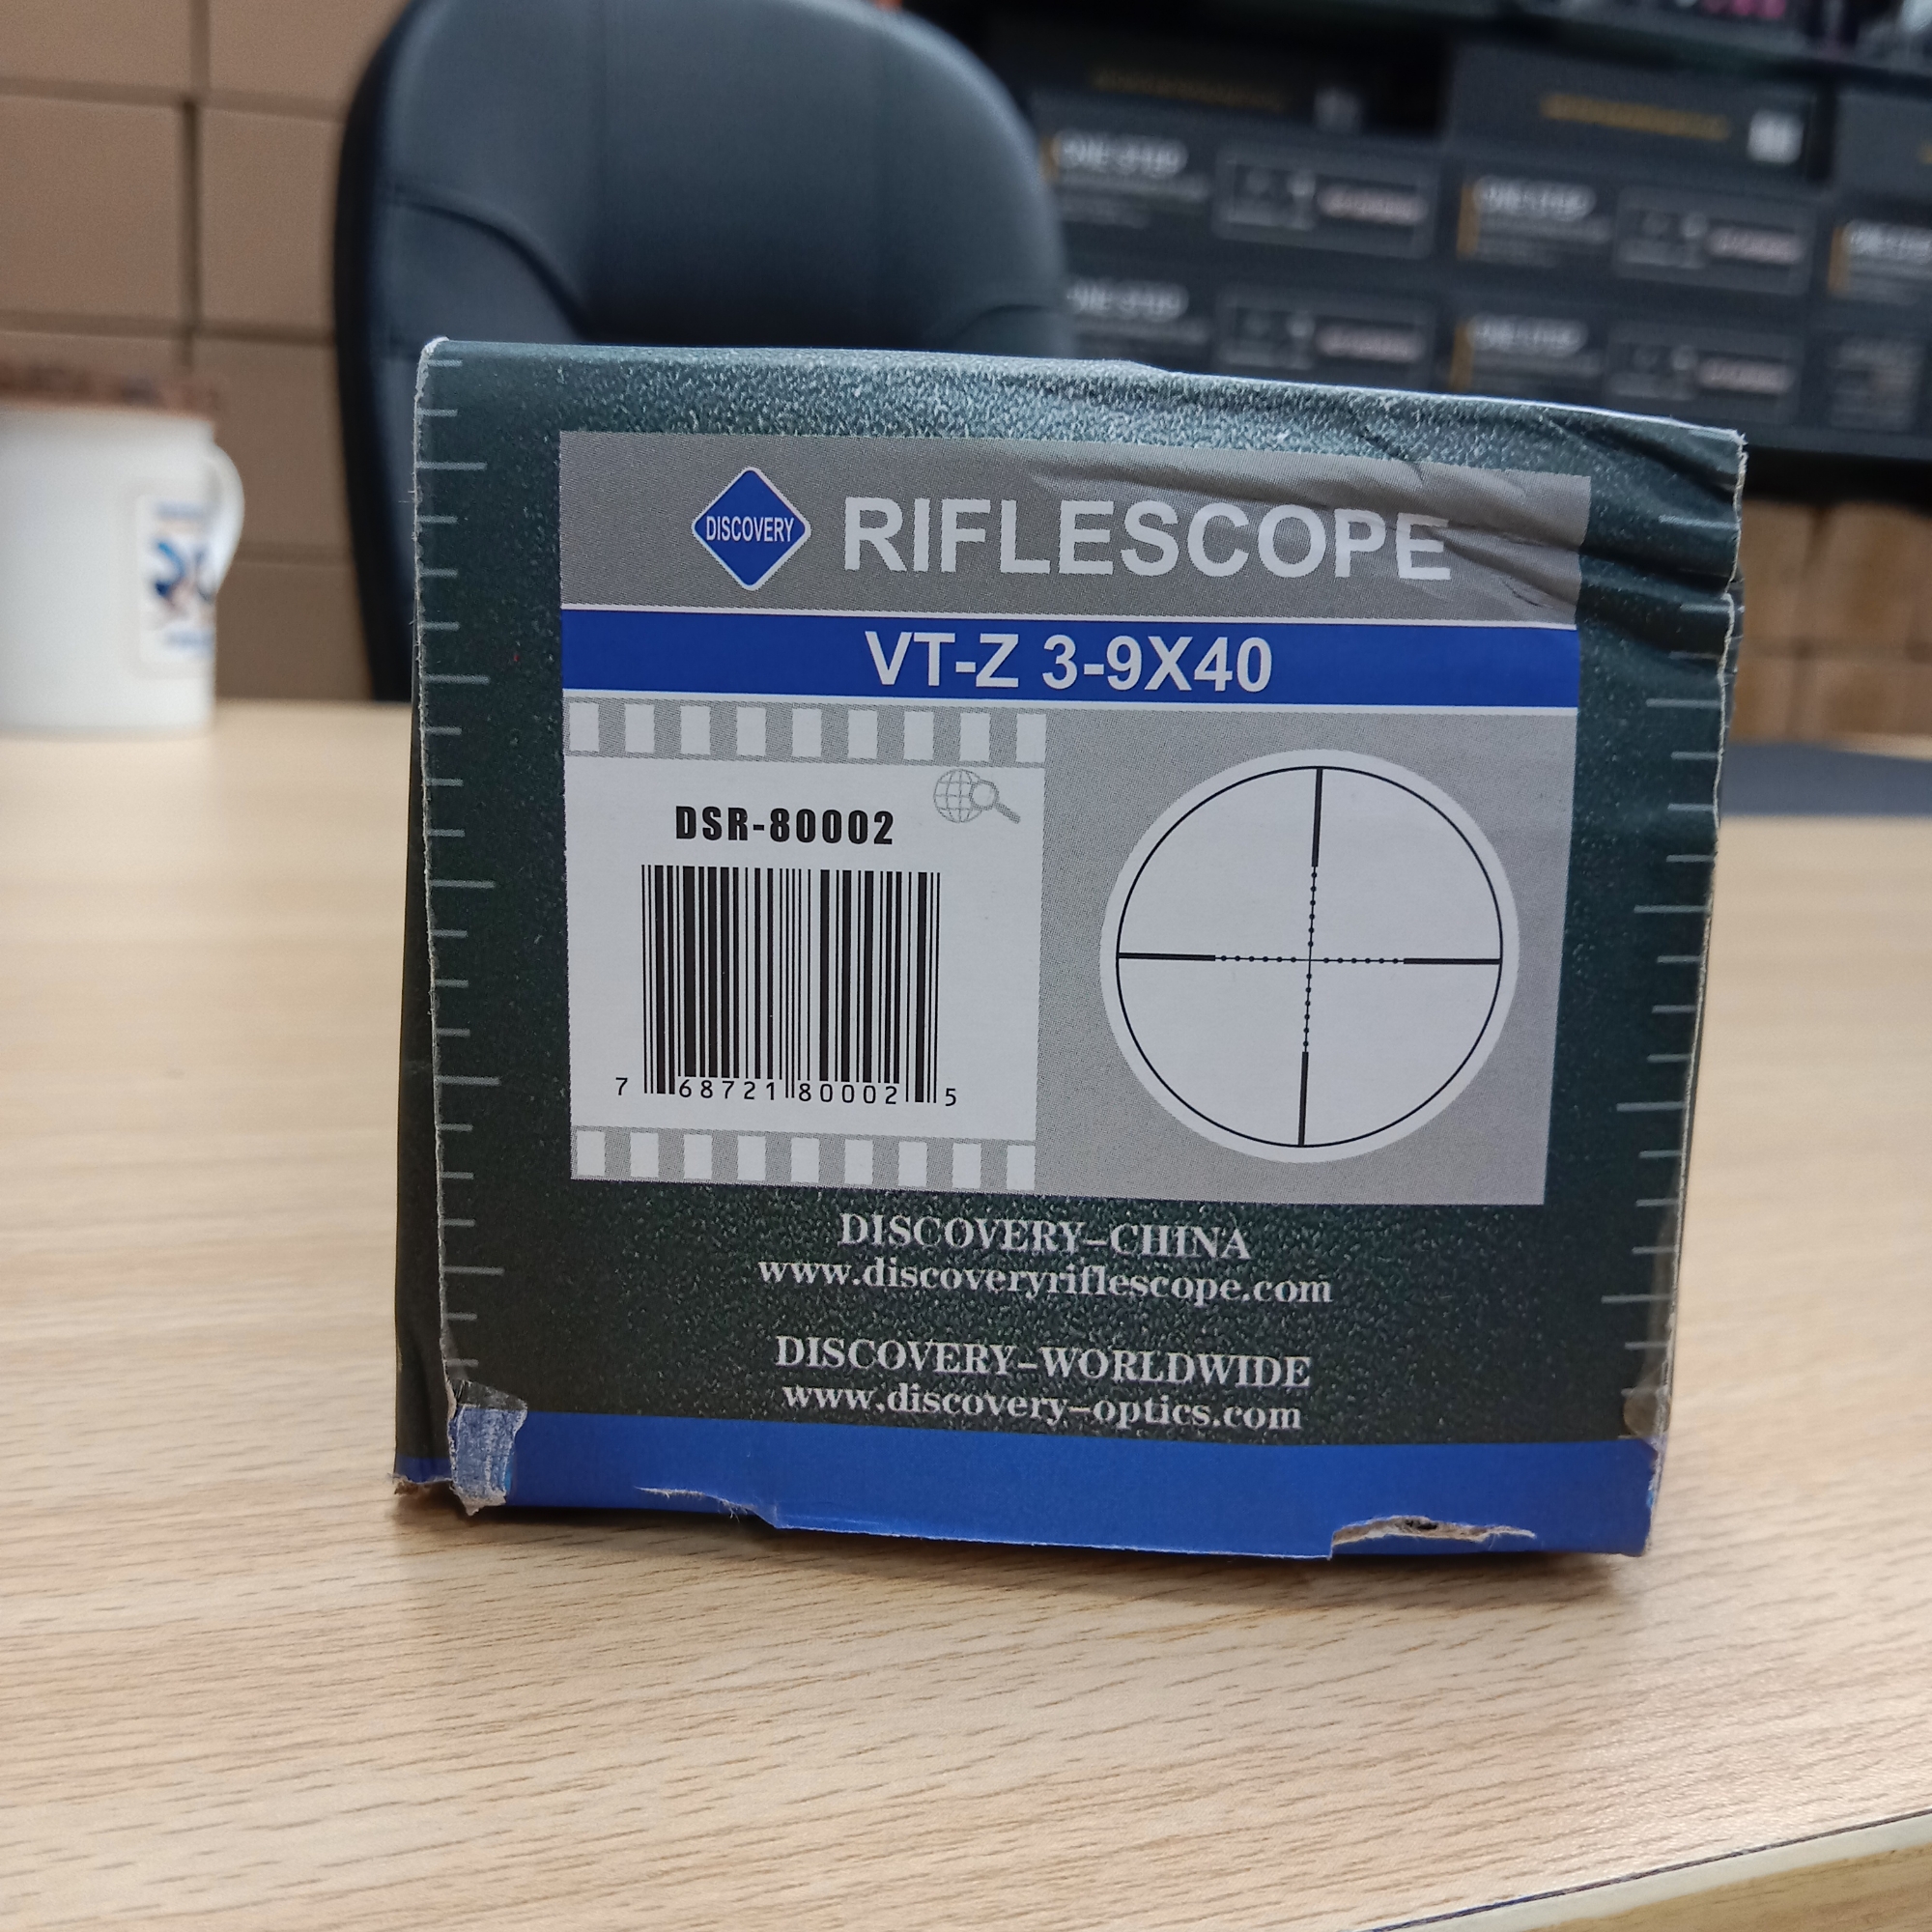 DISCOVERY RIFLESCOPE
VT-Z 3-9X40
DSR-80002
7 68721 80002 5
DISCOVERY-CHINA
www.discoveryriflescope.com
DISCOVERY-WORLDWIDE
www.discovery-optics.com